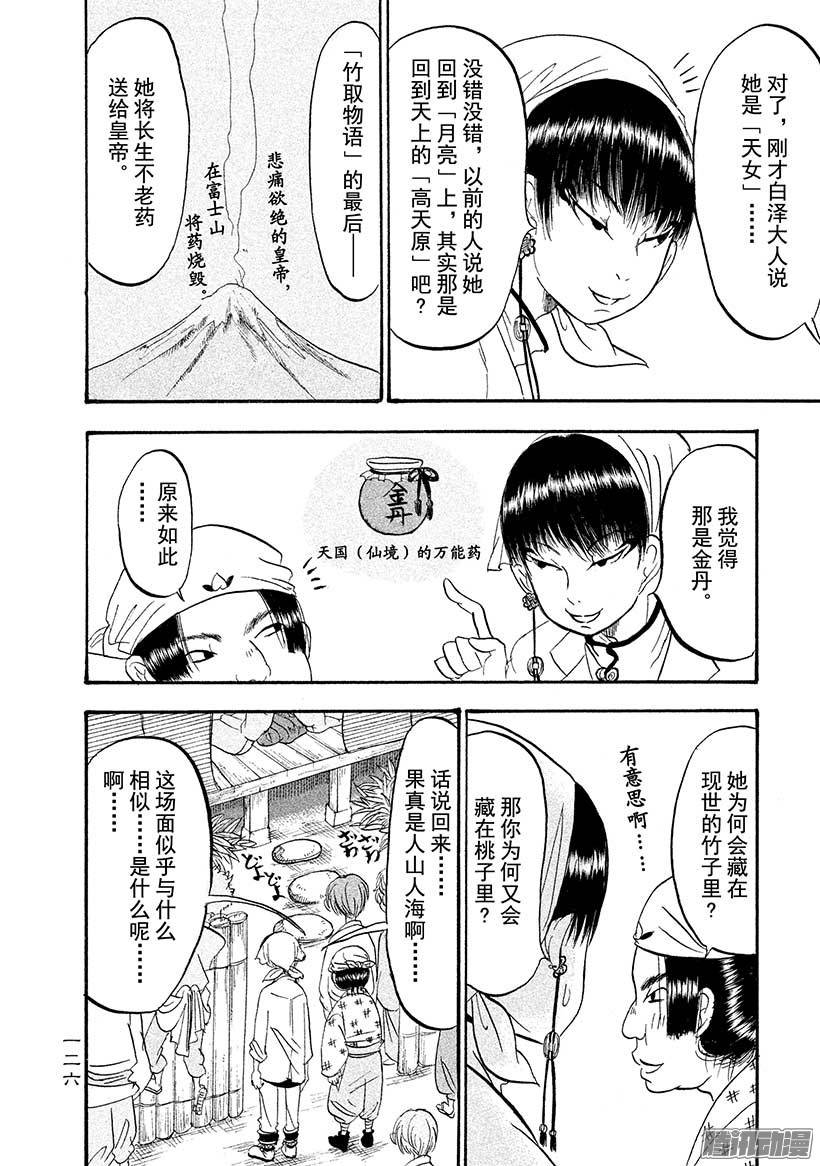 对了，刚才白泽大人说
她是「天女」……
没错没错，以前的人说她
回到「月亮」上，其实那是
回到天上的「高天原」吧？
「竹取物语」的最后——
她将长生不老药
送给皇帝。
悲痛欲绝的皇帝，
在富士山
将药烧毁。
我觉得
那是金丹。
金丹
天国（仙境）的万能药
原来如此
……
她为何会藏在
现世的竹子里？
有意思啊……
那你为何又会
藏在桃子里？
话说回来……
果真是人山人海啊……
ざわ
ざわ
どよ
どよ
这场面似乎与什么
相似……是什么呢……
啊……
一二六
腾讯动漫